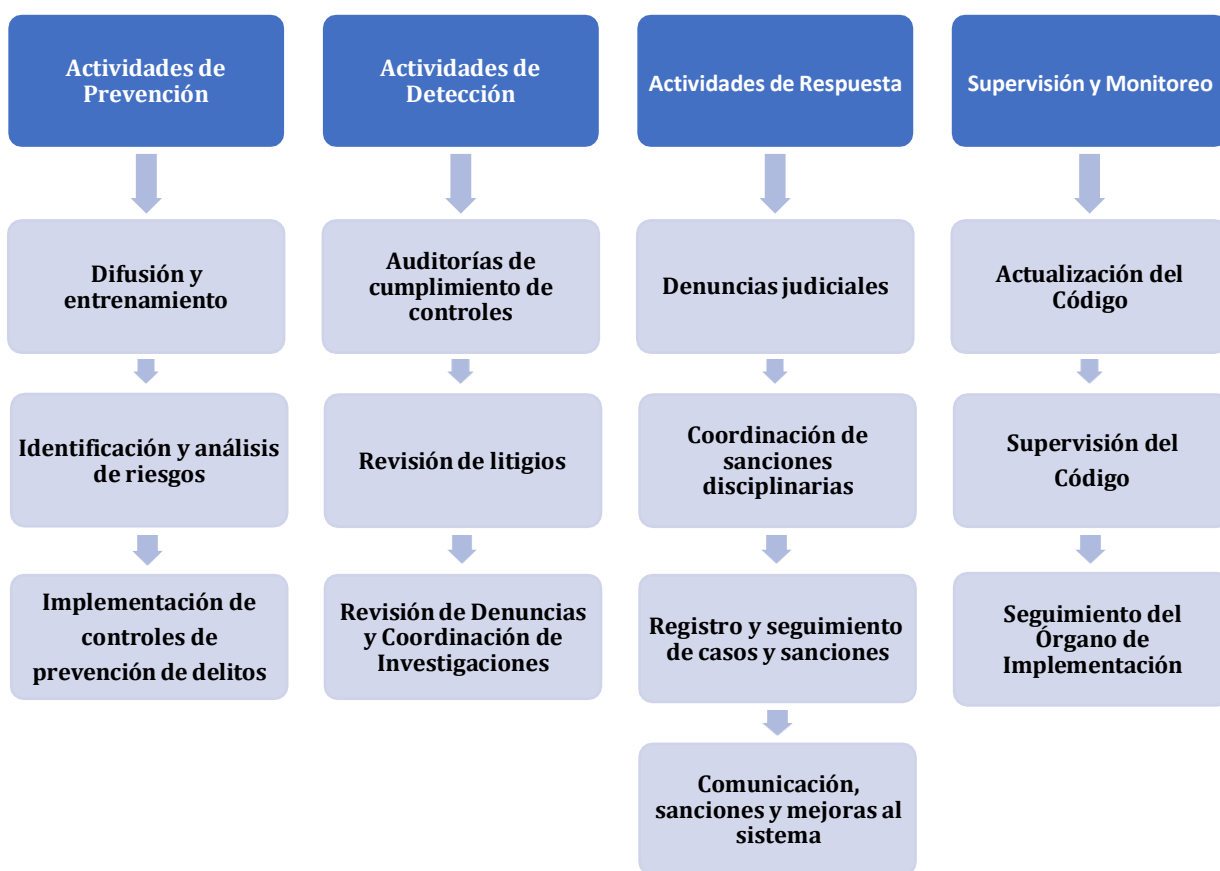 Actividades de
Prevención
Difusión y
entrenamiento
Identificación y análisis
de riesgos
Implementación de
controles de
prevención de delitos
Actividades de
Detección
Auditorías de
cumplimiento de
controles
Revisión de litigios
Revisión de Denuncias
y Coordinación de
Investigaciones
Actividades de Respuesta
Denuncias judiciales
Coordinación de
sanciones
disciplinarias
Registro y seguimiento
de casos y sanciones
Comunicación,
sanciones y mejoras al
sistema
Supervisión y Monitoreo
Actualización del
Código
Supervisión del
Código
Seguimiento del
Órgano de
Implementación